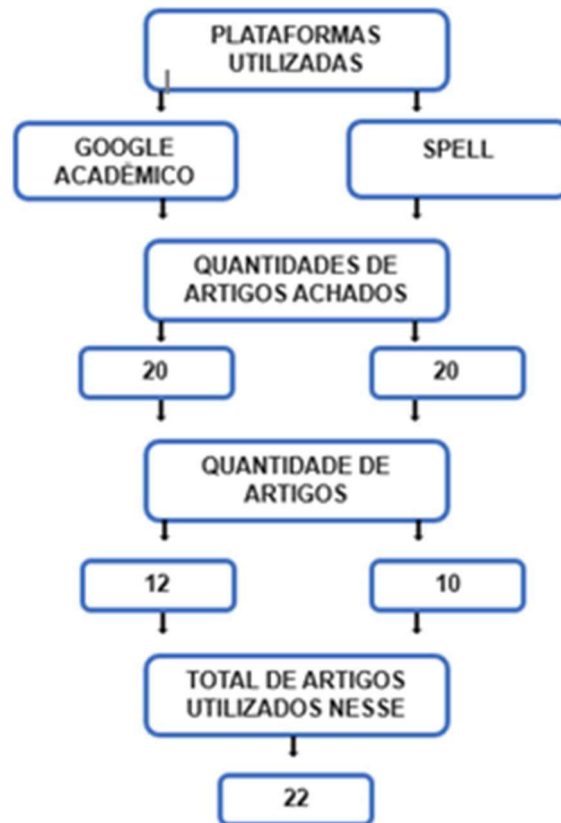 PLATAFORMAS
UTILIZADAS
GOOGLE
ACADÊMICO
SPELL
QUANTIDADES DE
ARTIGOS ACHADOS
20
20
QUANTIDADE DE
ARTIGOS
12
10
TOTAL DE ARTIGOS
UTILIZADOS NESSE
22